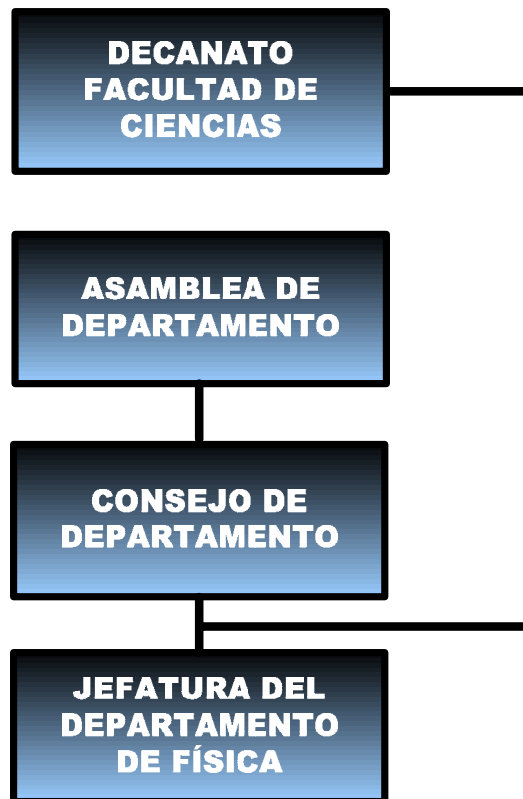 DECANATO
FACULTAD DE
CIENCIAS
ASAMBLEA DE
DEPARTAMENTO
CONSEJO DE
DEPARTAMENTO
JEFATURA DEL
DEPARTAMENTO
DE FÍSICA